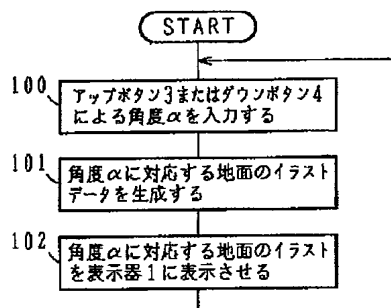 START
100
アップボタン3またはダウンボタン4
による角度αを入力する
101
角度αに対応する地面のイラスト
データを生成する
102
角度αに対応する地面のイラスト
を表示器1に表示させる